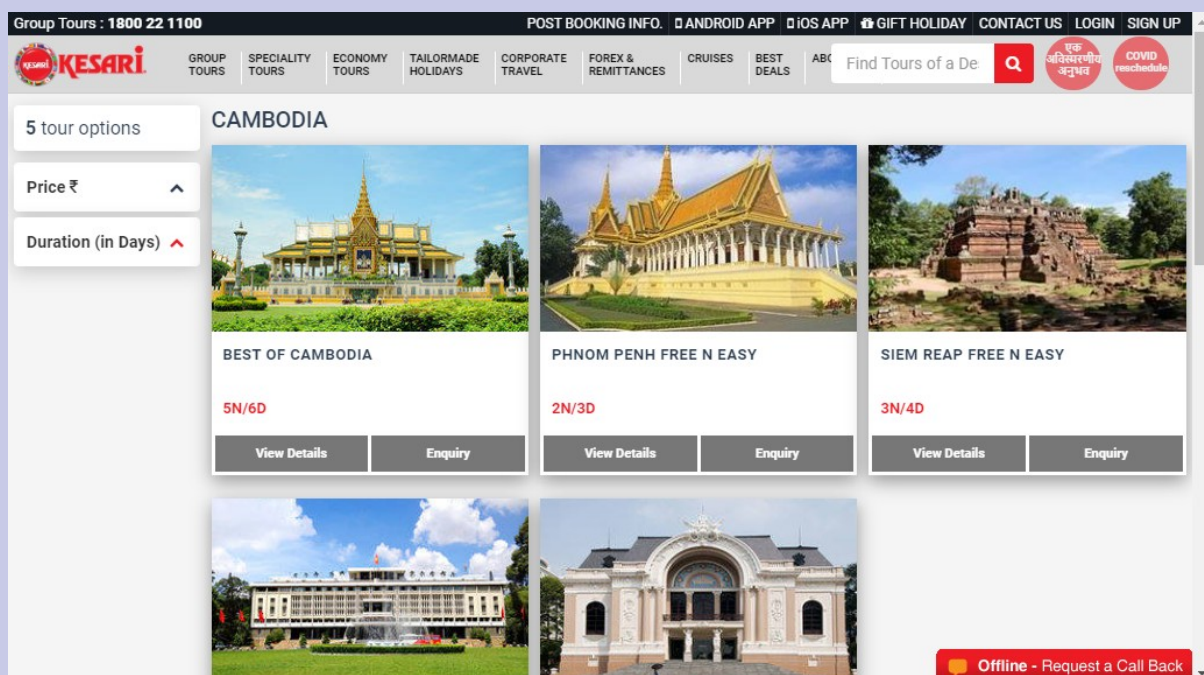 Group Tours : 1800 22 1100
POST BOOKING INFO. ANDROID APP iOS APP GIFT HOLIDAY CONTACT US LOGIN SIGN UP
KESARI KESARI
GROUP TOURS
SPECIALITY TOURS
ECONOMY TOURS
TAILORMADE HOLIDAYS
CORPORATE TRAVEL
FOREX & REMITTANCES
CRUISES
BEST DEALS
ABO
Find Tours of a De
एक
अविस्मरणीय
अनुभव
COVID
reschedule
5 tour options
CAMBODIA
Price ₹
Duration (in Days)
BEST OF CAMBODIA
5N/6D
View Details Enquiry
PHNOM PENH FREE N EASY
2N/3D
View Details Enquiry
SIEM REAP FREE N EASY
3N/4D
View Details Enquiry
Offline - Request a Call Back